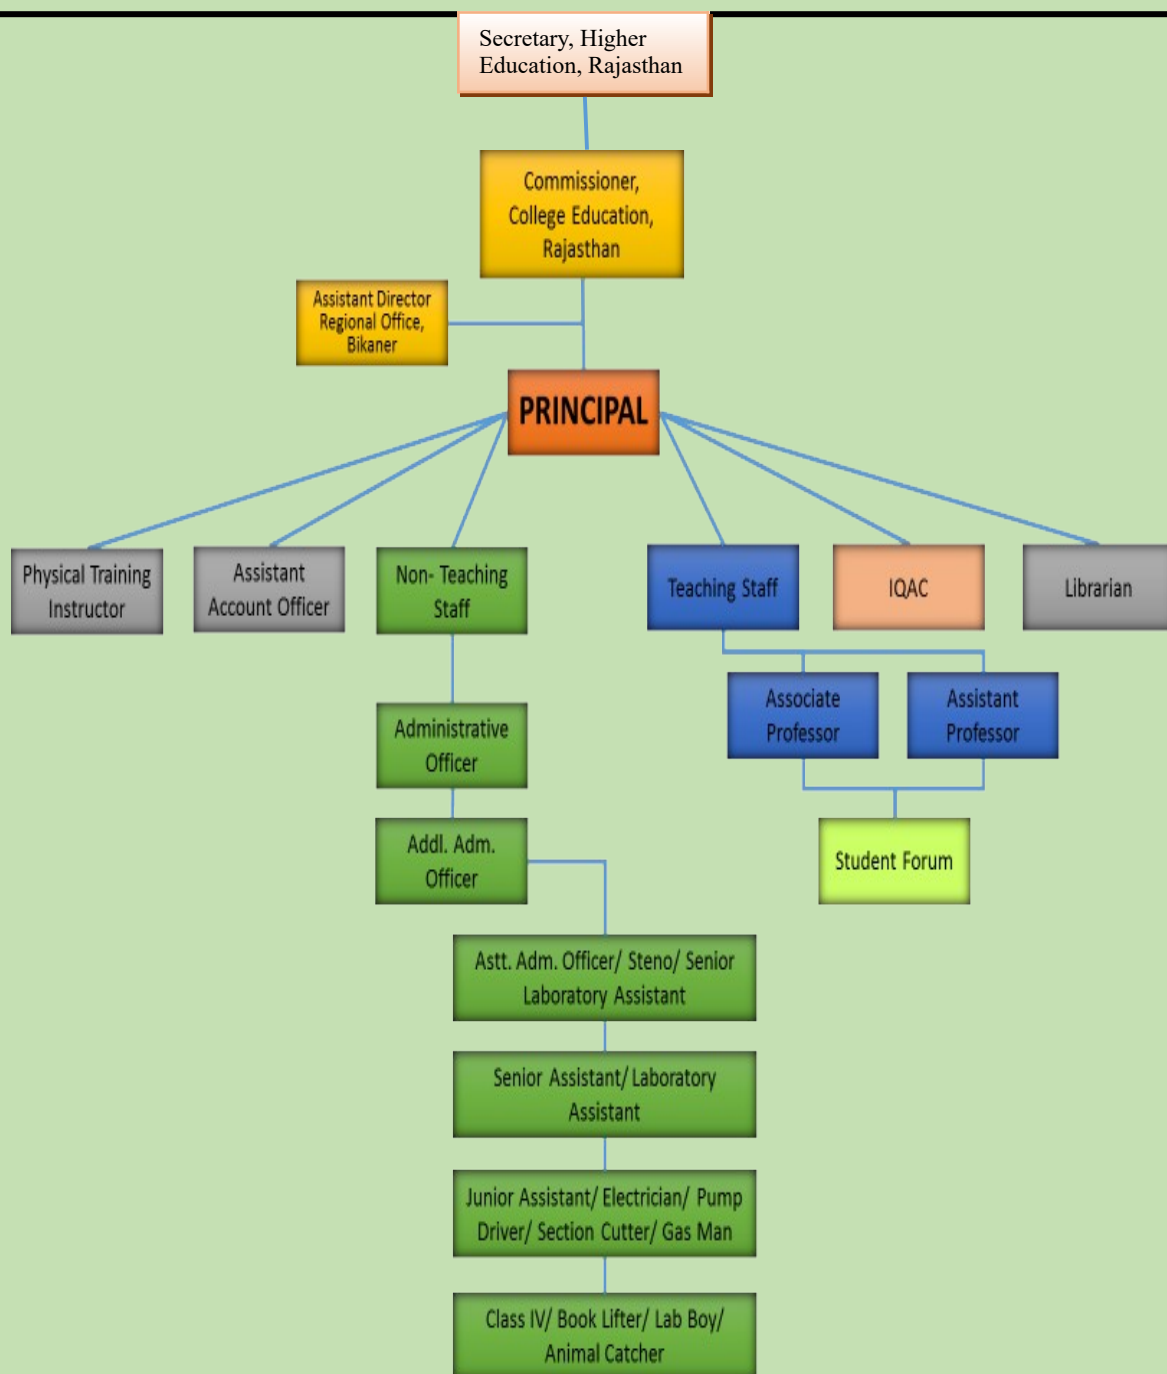 Secretary, Higher
Education, Rajasthan
Commissioner,
College Education,
Rajasthan
Assistant Director
Regional Office,
Bikaner
PRINCIPAL
Physical Training
Instructor
Assistant
Account Officer
Non- Teaching
Staff
Teaching Staff
IQAC
Librarian
Associate
Professor
Assistant
Professor
Administrative
Officer
Addl. Adm.
Officer
Student Forum
Astt. Adm. Officer/ Steno/ Senior
Laboratory Assistant
Senior Assistant/ Laboratory
Assistant
Junior Assistant/ Electrician/ Pump
Driver/ Section Cutter/ Gas Man
Class IV/ Book Lifter/ Lab Boy/
Animal Catcher